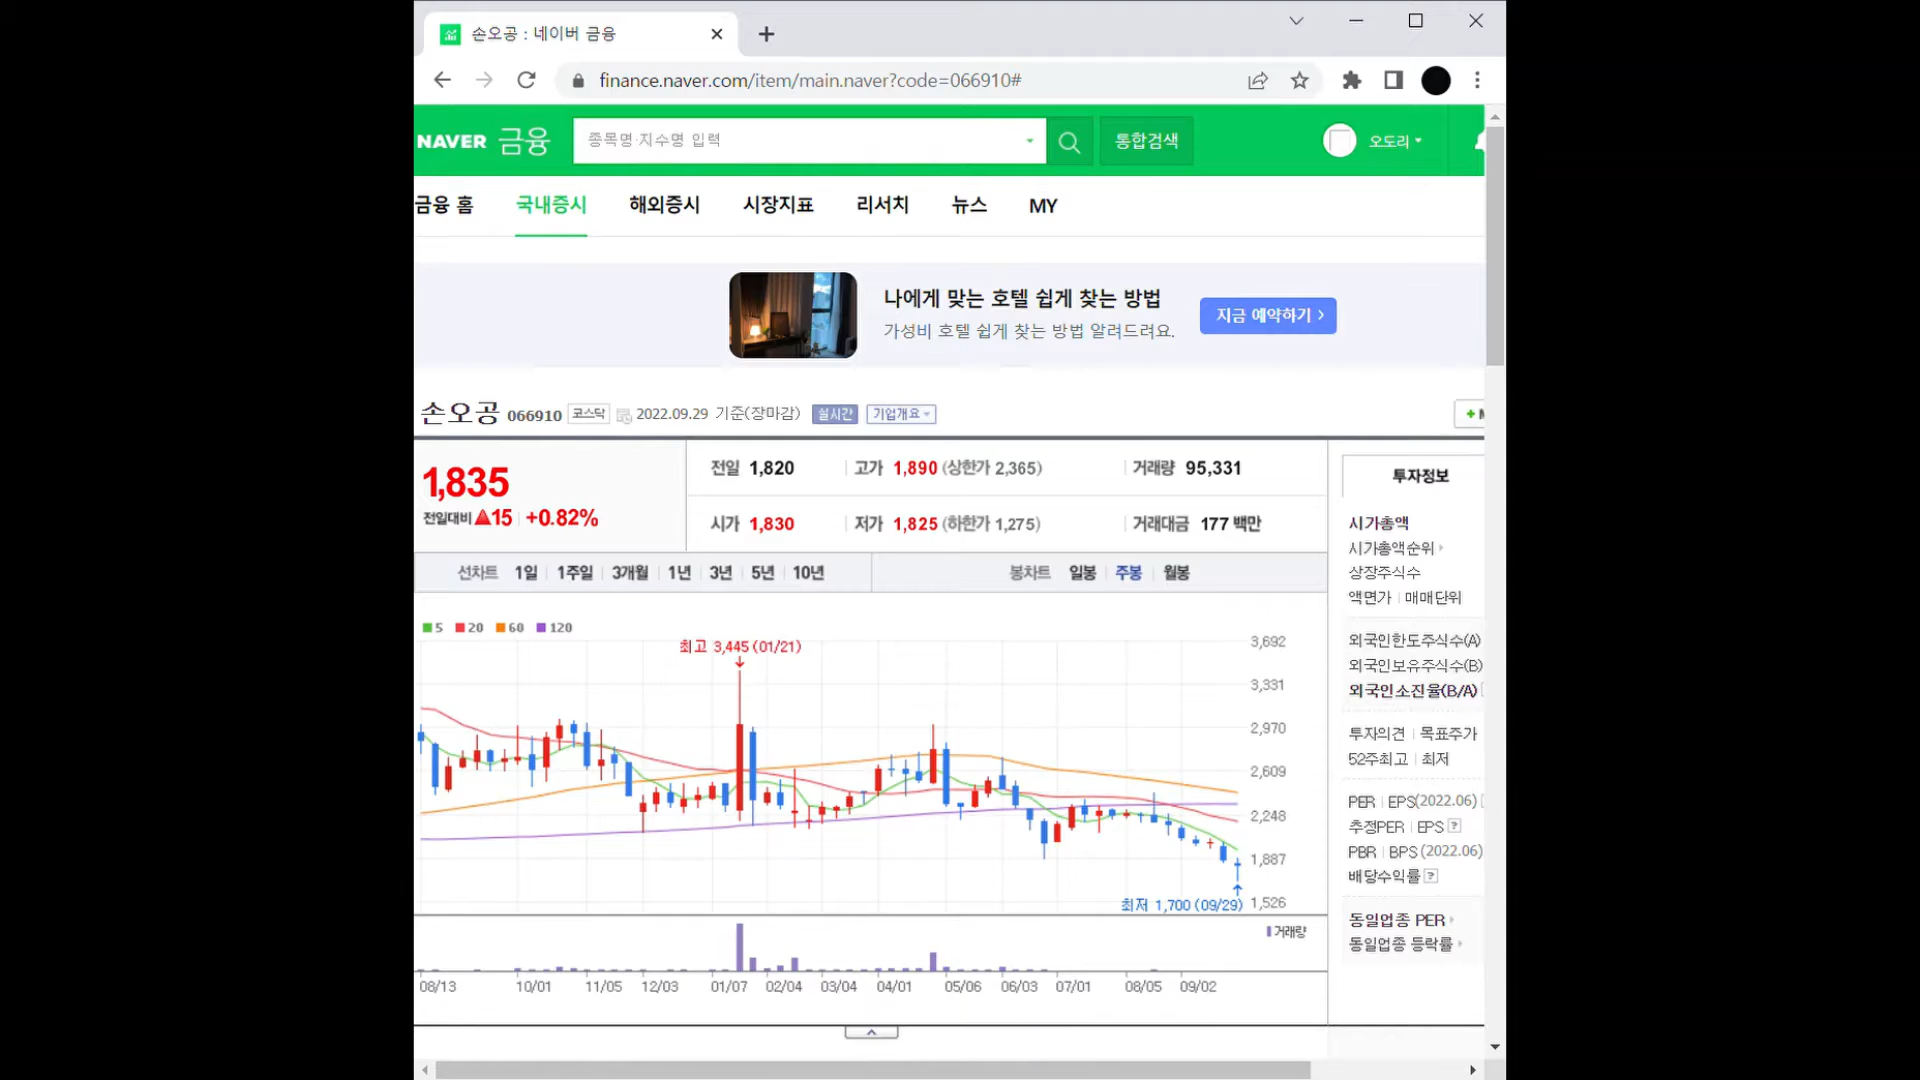 손오공 : 네이버 금융
finance.naver.com/item/main.naver?code=066910#
NAVER 금융 종목명·지수명 입력 통합검색 오도리
금융 홈 국내증시 해외증시 시장지표 리서치 뉴스 MY
나에게 맞는 호텔 쉽게 찾는 방법
가성비 호텔 쉽게 찾는 방법 알려드려요.
지금 예약하기 >
손오공 066910 코스닥 2022.09.29 기준(장마감) 실시간 기업개요
1,835
전일대비 ▲15 +0.82%
전일 1,820 고가 1,890 (상한가 2,365) 거래량 95,331
시가 1,830 저가 1,825 (하한가 1,275) 거래대금 177 백만
선차트 1일 1주일 3개월 1년 3년 5년 10년 봉차트 일봉 주봉 월봉
5 20 60 120
최고 3,445 (01/21)
3,692
3,331
2,970
2,609
2,248
1,887
1,526
최저 1,700 (09/29)
거래량
08/13 10/01 11/05 12/03 01/07 02/04 03/04 04/01 05/06 06/03 07/01 08/05 09/02
투자정보
시가총액
시가총액순위
상장주식수
액면가 매매단위
외국인한도주식수(A)
외국인보유주식수(B)
외국인소진율(B/A)
투자의견 목표주가
52주최고 최저
PER EPS(2022.06)
추정PER EPS ?
PBR BPS (2022.06)
배당수익률 ?
동일업종 PER
동일업종 등락률